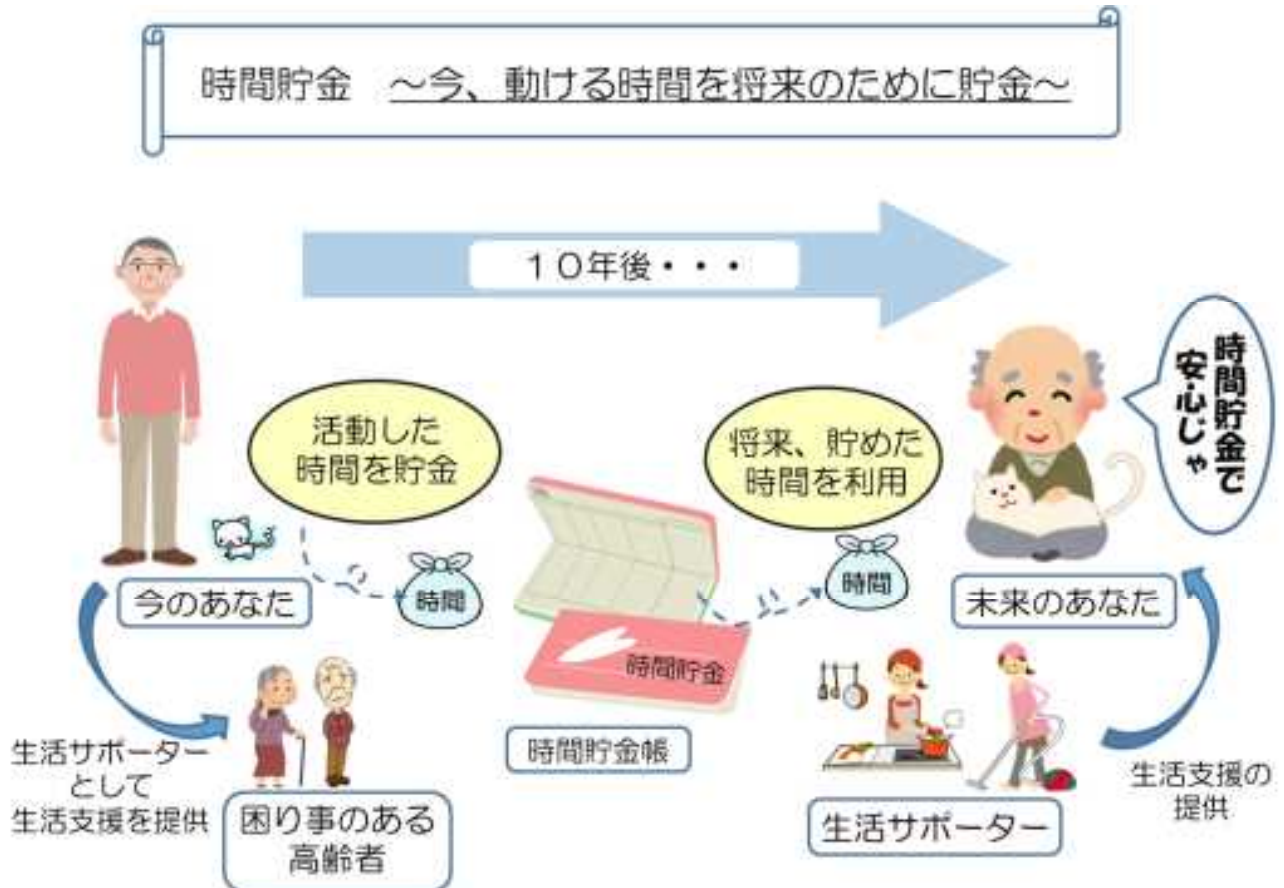 時間貯金 ～今、動ける時間を将来のために貯金～
１０年後・・・
時間貯金で
安心じゃ
活動した
時間を貯金
将来、貯めた
時間を利用
今のあなた
時間
時間
未来のあなた
時間貯金
時間貯金帳
生活サポーター
として
生活支援を提供
困り事のある
高齢者
生活サポーター
生活支援の
提供